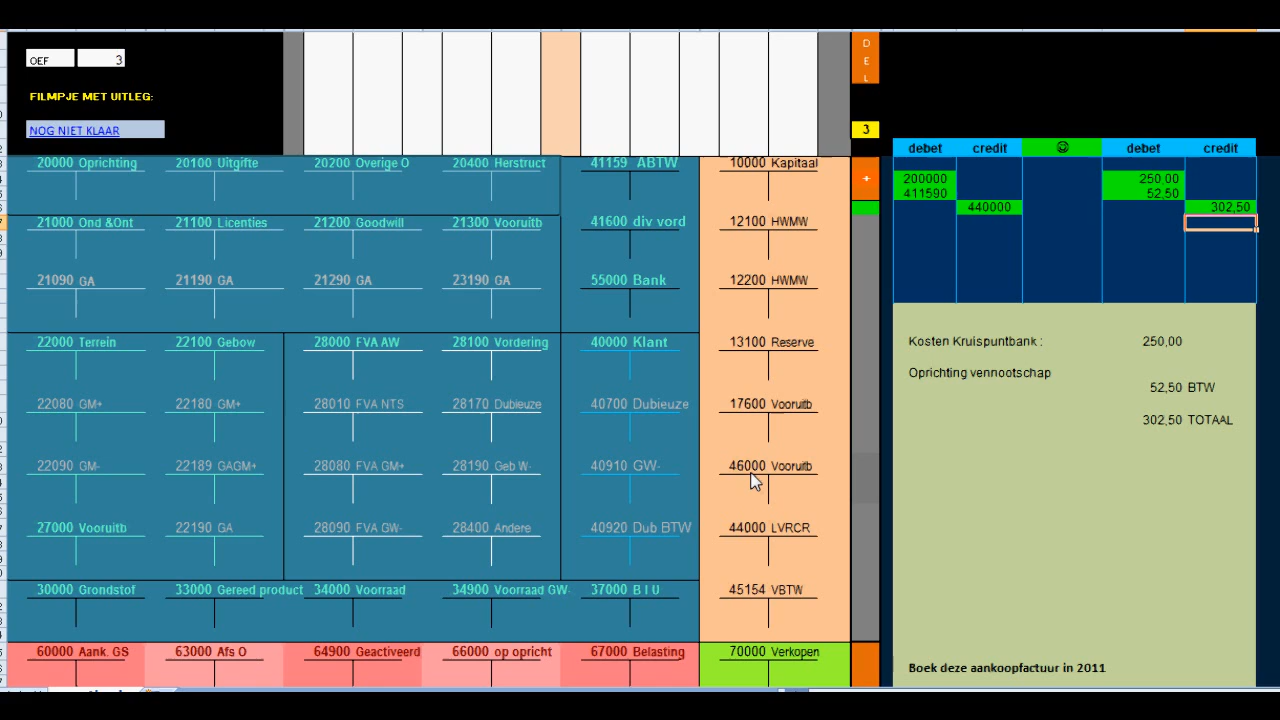 OEF 3
FILMPJE MET UITLEG:
NOG NIET KLAAR
D
E
L
3
+
debet credit ☺ debet credit
200000 250,00
411590 52,50
440000 302,50
20000 Oprichting 20100 Uitgifte 20200 Overige O 20400 Herstruct 41159 ABTW 10000 Kapitaal
21000 Ond &Ont 21100 Licenties 21200 Goodwill 21300 Vooruitb 41600 div vord 12100 HWMW
21090 GA 21190 GA 21290 GA 23190 GA 55000 Bank 12200 HWMW
22000 Terrein 22100 Gebow 28000 FVA AW 28100 Vordering 40000 Klant 13100 Reserve
22080 GM+ 22180 GM+ 28010 FVA NTS 28170 Dubieuze 40700 Dubieuze 17600 Vooruitb
22090 GM- 22189 GAGM+ 28080 FVA GM+ 28190 Geb W- 40910 GW- 46000 Vooruitb
27000 Vooruitb 22190 GA 28090 FVA GW- 28400 Andere 40920 Dub BTW 44000 LVRCR
30000 Grondstof 33000 Gereed product 34000 Voorraad 34900 Voorraad GW- 37000 B I U 45154 VBTW
60000 Aank. GS 63000 Afs O 64900 Geactiveerd 66000 op opricht 67000 Belasting 70000 Verkopen
Kosten Kruispuntbank : 250,00
Oprichting vennootschap
52,50 BTW
302,50 TOTAAL
Boek deze aankoopfactuur in 2011